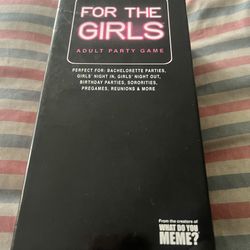 FOR THE
GIRLS
ADULT PARTY GAME
PERFECT FOR: BACHELORETTE PARTIES,
GIRLS' NIGHT IN, GIRLS' NIGHT OUT,
BIRTHDAY PARTIES, SORORITIES,
PREGAMES, REUNIONS & MORE
From the creators of
WHAT DO YOU
MEME?